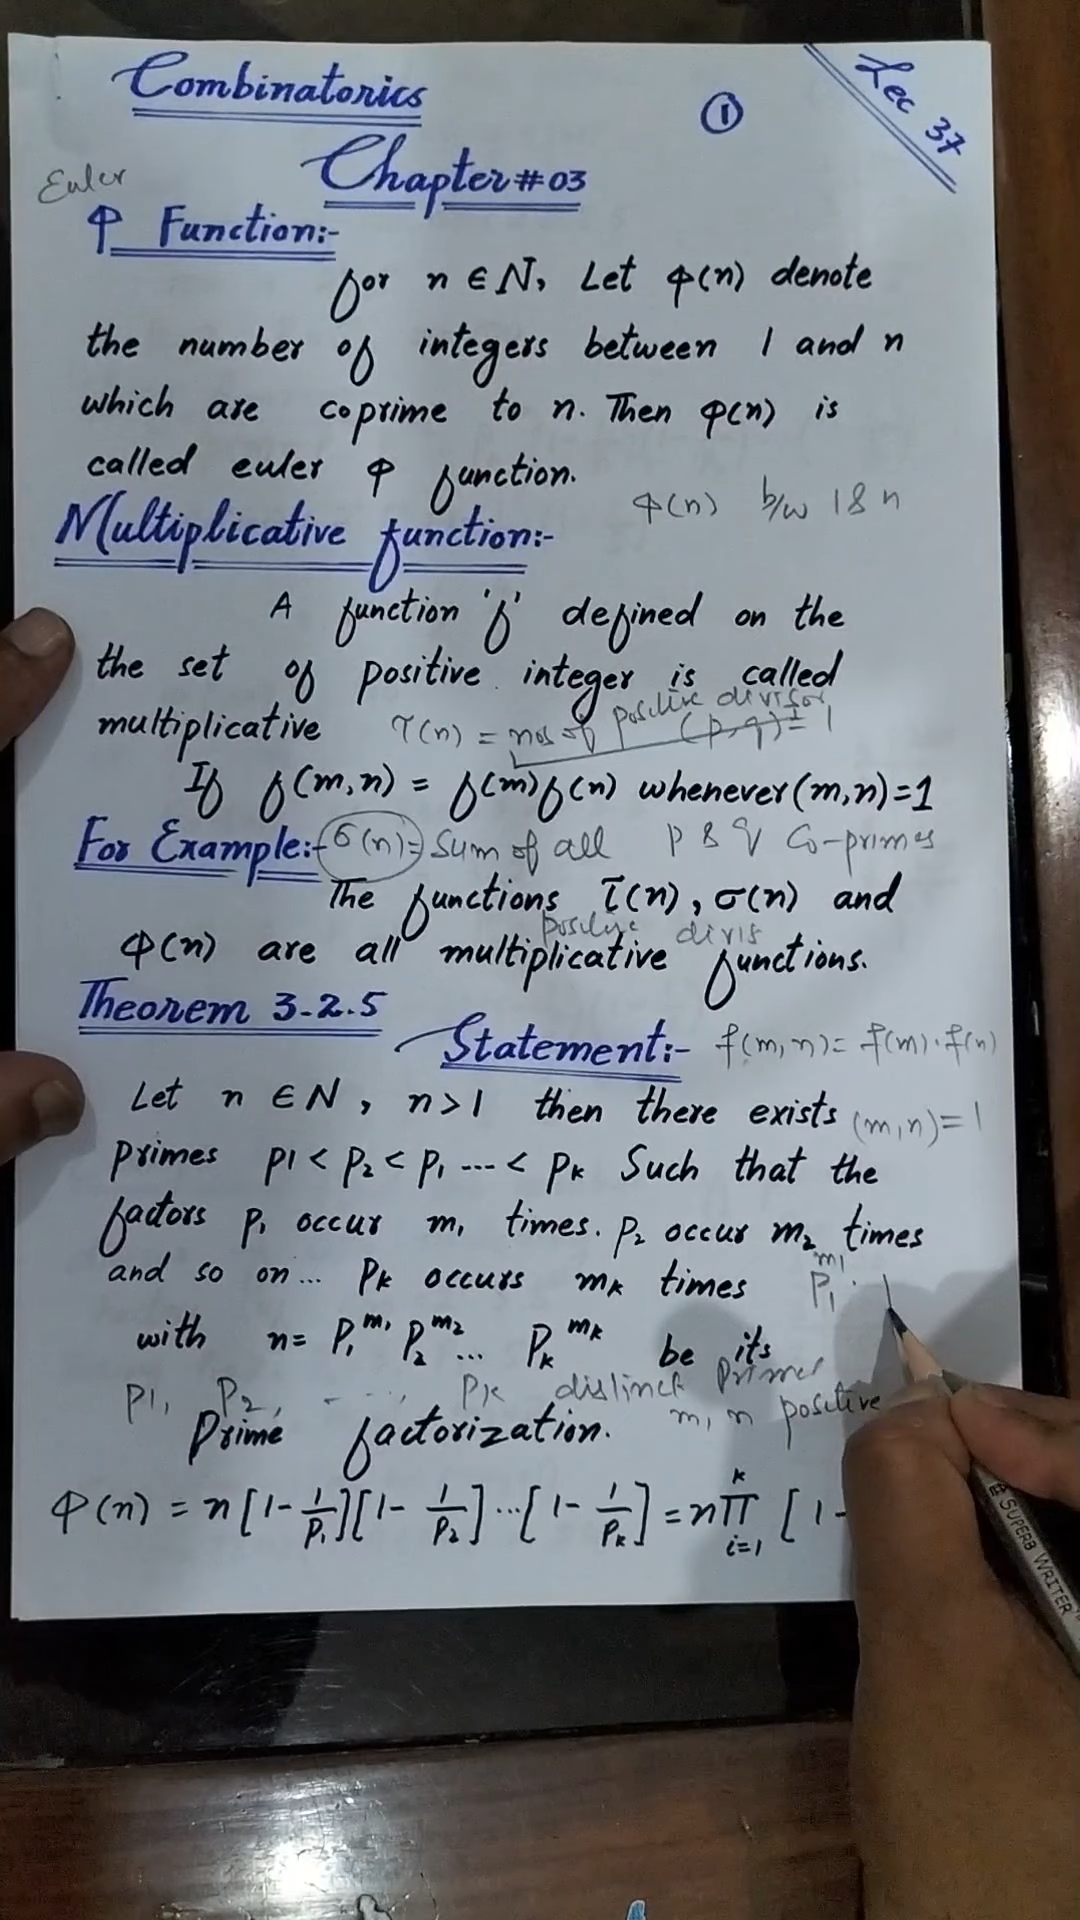 Combinatorics
①
Lec 37
Chapter # 03
Euler
φ Function:-
for n ∈ N, Let φ(n) denote
the number of integers between 1 and n
which are coprime to n. Then φ(n) is
called euler φ function.
φ(n) b/w 1 & n
Multiplicative function:-
A function 'f' defined on the
the set of positive integer is called
multiplicative
τ(n) = nos of positive divisor
(p, q) = 1
If f(m,n) = f(m)f(n) whenever (m,n)=1
For Example:-
σ(n) = Sum of all
p & q Co-primes
The functions τ(n), σ(n) and
positive divis
φ(n) are all multiplicative functions.
Theorem 3-2.5
Statement:-
f(m,n) = f(m)·f(n)
Let n ∈ N, n > 1 then there exists
(m,n) = 1
primes p1 < p₂ < p₁ --- < pₖ Such that the
factors p₁ occur m₁ times. p₂ occur m₂ times
and so on... Pₖ occurs mₖ times
P₁^m₁ ·
with n = P₁^m₁ P₂^m₂ ... Pₖ^mₖ be its
P1, P₂, - - - -, Pₖ distinct primes
m, n positive
Prime factorization.
φ(n) = n[1 - 1/P₁][1 - 1/P₂]...[1 - 1/Pₖ] = n ∏_{i=1}^{k} [1 -
SUPERB WRITER